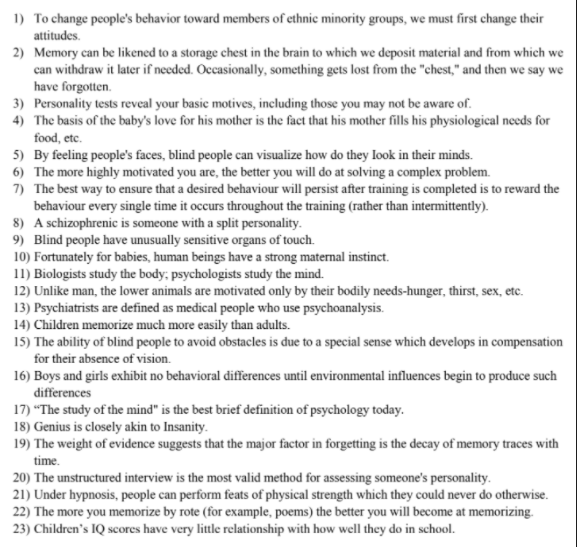 1) To change people's behavior toward members of ethnic minority groups, we must first change their
attitudes.
2) Memory can be likened to a storage chest in the brain to which we deposit material and from which we
can withdraw it later if needed. Occasionally, something gets lost from the "chest," and then we say we
have forgotten.
3) Personality tests reveal your basic motives, including those you may not be aware of.
4) The basis of the baby's love for his mother is the fact that his mother fills his physiological needs for
food, etc.
5) By feeling people's faces, blind people can visualize how do they look in their minds.
6) The more highly motivated you are, the better you will do at solving a complex problem.
7) The best way to ensure that a desired behaviour will persist after training is completed is to reward the
behaviour every single time it occurs throughout the training (rather than intermittently).
8) A schizophrenic is someone with a split personality.
9) Blind people have unusually sensitive organs of touch.
10) Fortunately for babies, human beings have a strong maternal instinct.
11) Biologists study the body; psychologists study the mind.
12) Unlike man, the lower animals are motivated only by their bodily needs-hunger, thirst, sex, etc.
13) Psychiatrists are defined as medical people who use psychoanalysis.
14) Children memorize much more easily than adults.
15) The ability of blind people to avoid obstacles is due to a special sense which develops in compensation
for their absence of vision.
16) Boys and girls exhibit no behavioral differences until environmental influences begin to produce such
differences
17) “The study of the mind" is the best brief definition of psychology today.
18) Genius is closely akin to Insanity.
19) The weight of evidence suggests that the major factor in forgetting is the decay of memory traces with
time.
20) The unstructured interview is the most valid method for assessing someone's personality.
21) Under hypnosis, people can perform feats of physical strength which they could never do otherwise.
22) The more you memorize by rote (for example, poems) the better you will become at memorizing.
23) Children’s IQ scores have very little relationship with how well they do in school.